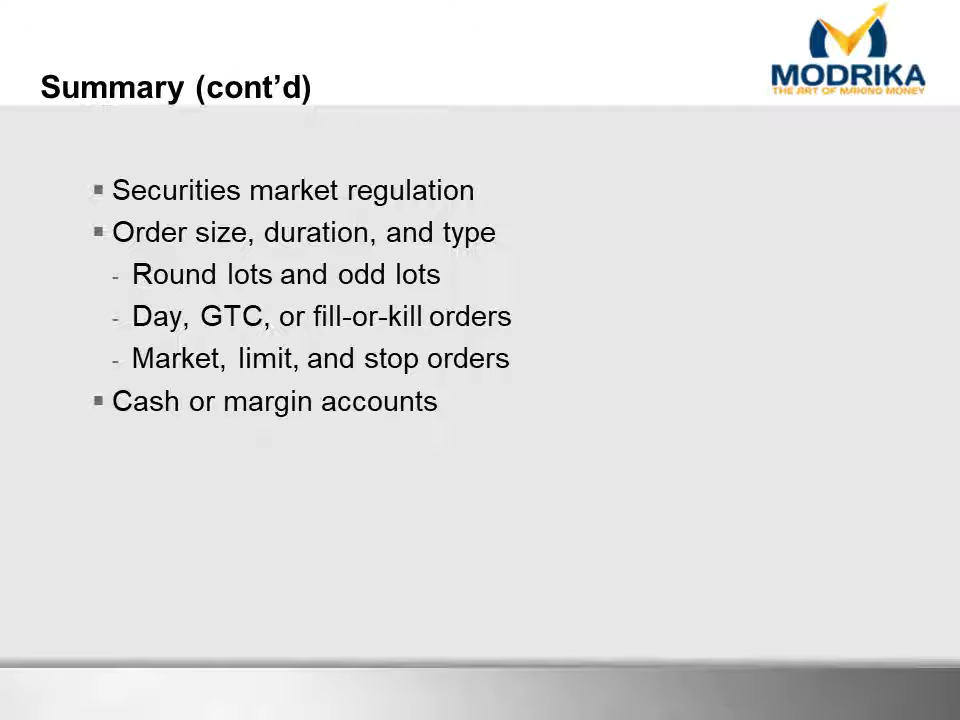 MODRIKA
THE ART OF MAKING MONEY
Summary (cont’d)
▪ Securities market regulation
▪ Order size, duration, and type
- Round lots and odd lots
- Day, GTC, or fill-or-kill orders
- Market, limit, and stop orders
▪ Cash or margin accounts